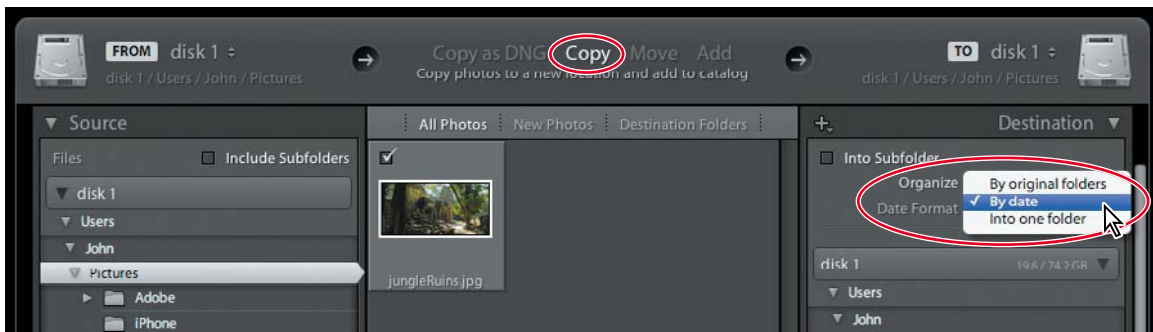 FROM disk 1
disk 1 / Users / John / Pictures
Copy as DNG Copy Move Add
Copy photos to a new location and add to catalog
TO disk 1
disk 1 / Users / John / Pictures
Source
Files Include Subfolders
disk 1
Users
John
Pictures
Adobe
iPhone
All Photos New Photos Destination Folders
jungleRuins.jpg
Destination
Into Subfolder
Organize By original folders
Date Format By date
Into one folder
disk 1 19.6 / 74.2 GB
Users
John